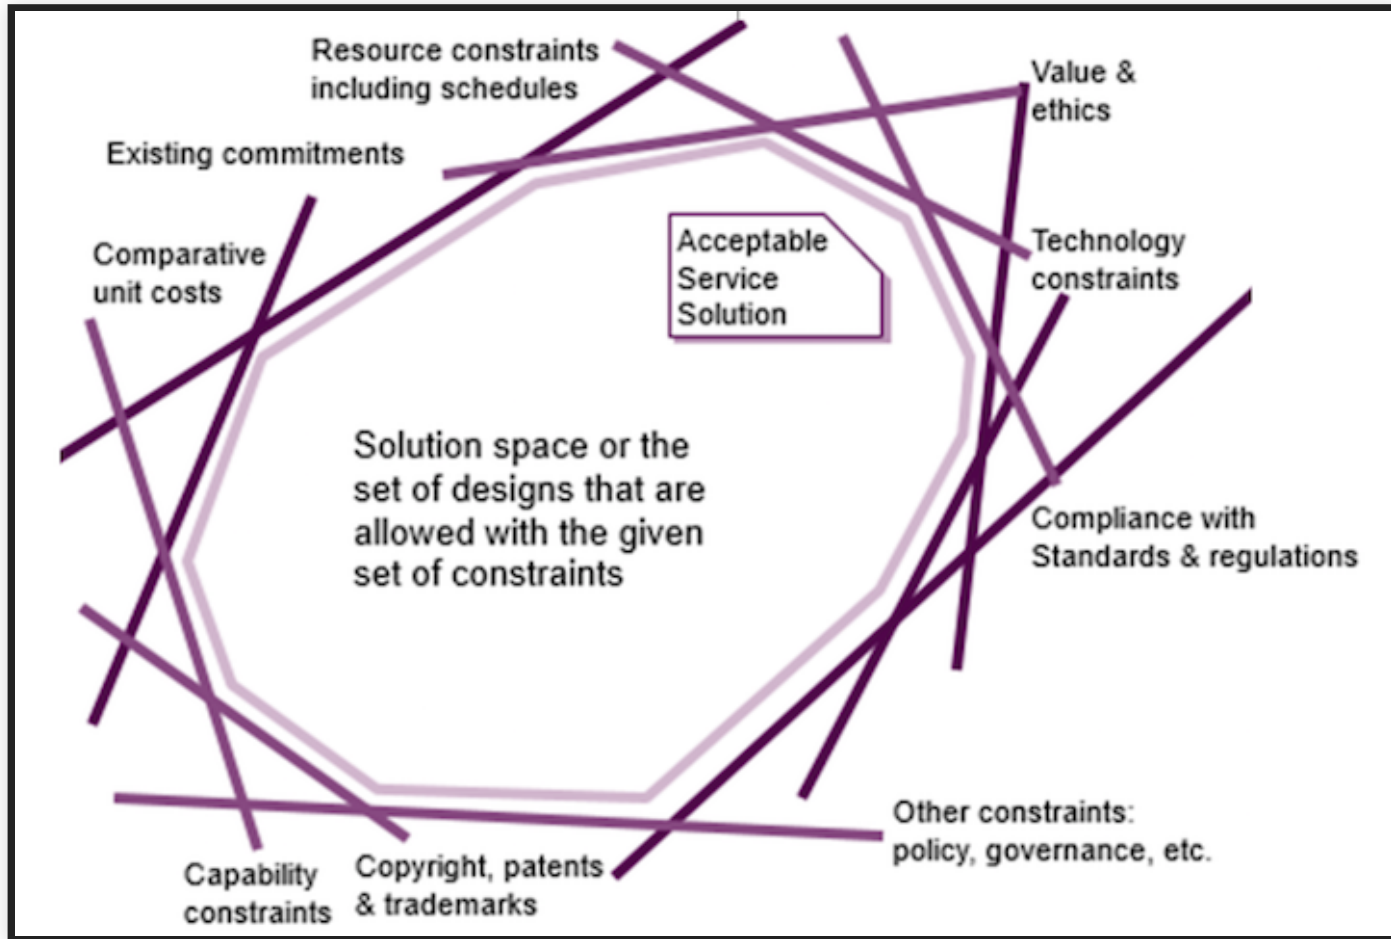 Resource constraints
including schedules
Value &
ethics
Existing commitments
Comparative
unit costs
Acceptable
Service
Solution
Technology
constraints
Solution space or the
set of designs that are
allowed with the given
set of constraints
Compliance with
Standards & regulations
Other constraints:
policy, governance, etc.
Capability
constraints
Copyright, patents
& trademarks